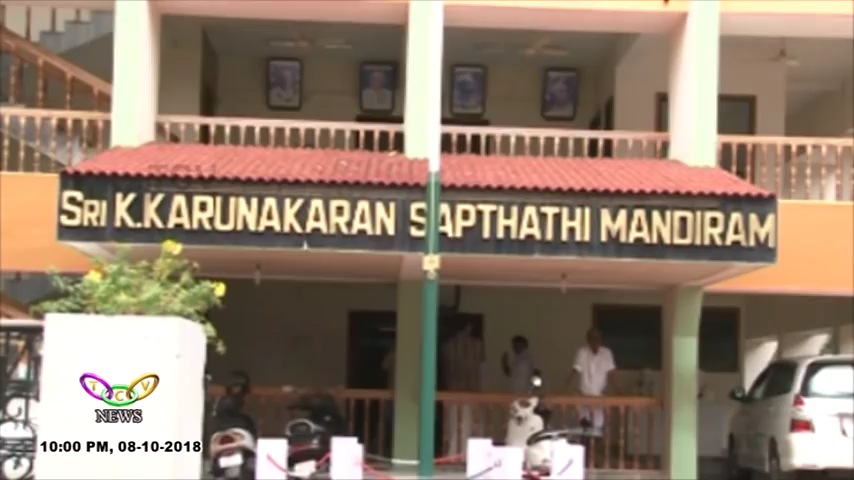 SRI K.KARUNAKARAN SAPTHATHI MANDIRAM
TCV
NEWS
10:00 PM, 08-10-2018